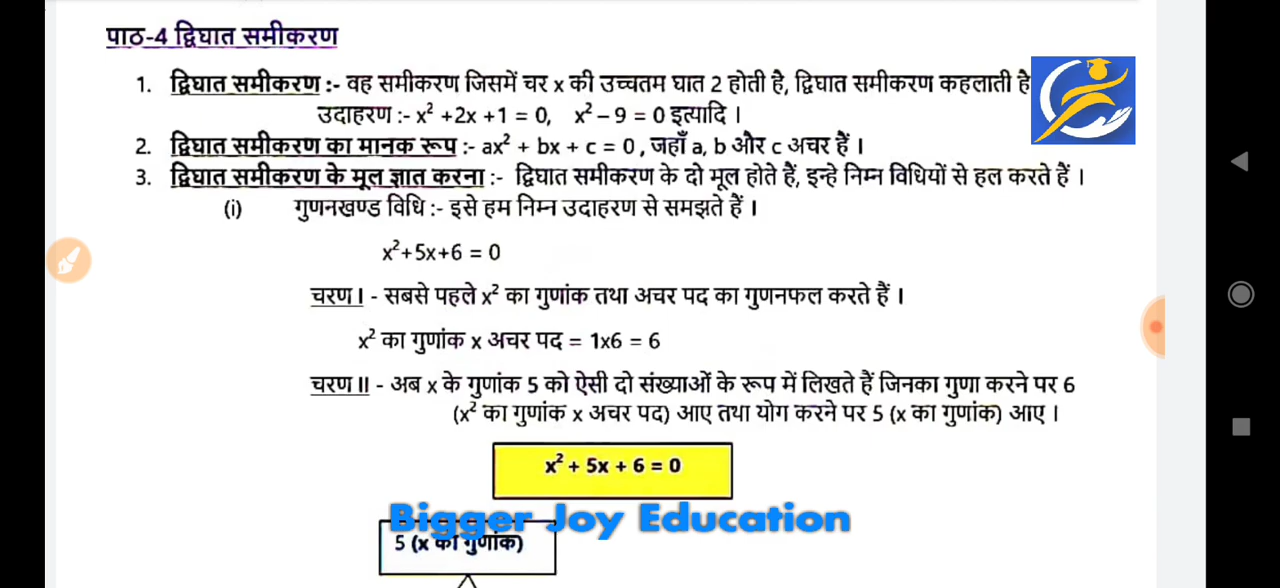 पाठ-4 द्विघात समीकरण
1. द्विघात समीकरण :- वह समीकरण जिसमें चर x की उच्चतम घात 2 होती है, द्विघात समीकरण कहलाती है
उदाहरण :- x² +2x +1 = 0, x² – 9 = 0 इत्यादि ।
2. द्विघात समीकरण का मानक रूप :- ax² + bx + c = 0 , जहाँ a, b और c अचर हैं ।
3. द्विघात समीकरण के मूल ज्ञात करना :- द्विघात समीकरण के दो मूल होते हैं, इन्हे निम्न विधियों से हल करते हैं ।
(i) गुणनखण्ड विधि :- इसे हम निम्न उदाहरण से समझते हैं ।
x²+5x+6 = 0
चरण I - सबसे पहले x² का गुणांक तथा अचर पद का गुणनफल करते हैं ।
x² का गुणांक x अचर पद = 1x6 = 6
चरण II - अब x के गुणांक 5 को ऐसी दो संख्याओं के रूप में लिखते हैं जिनका गुणा करने पर 6
(x² का गुणांक x अचर पद) आए तथा योग करने पर 5 (x का गुणांक) आए ।
x² + 5x + 6 = 0
Bigger Joy Education
5 (x का गुणांक)